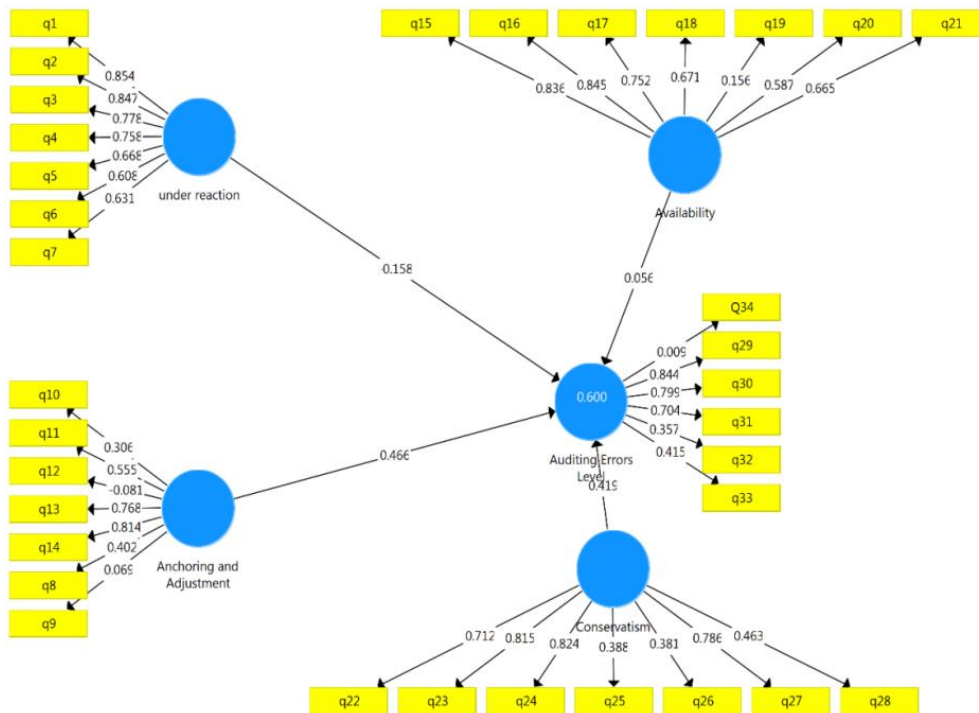 q1
q2
q3
q4
q5
q6
q7
0.854
0.847
0.778
0.758
0.668
0.608
0.631
under reaction
q15
q16
q17
q18
q19
q20
q21
0.836
0.845
0.752
0.671
0.156
0.587
0.665
Availability
-0.158
0.056
q10
q11
q12
q13
q14
q8
q9
0.306
0.555
-0.081
0.768
0.814
0.402
0.069
Anchoring and
Adjustment
0.466
0.600
Auditing Errors
Level
Q34
q29
q30
q31
q32
q33
0.009
0.844
0.799
0.704
0.357
0.415
0.419
Conservatism
0.712
0.815
0.824
0.388
0.381
0.786
0.463
q22
q23
q24
q25
q26
q27
q28